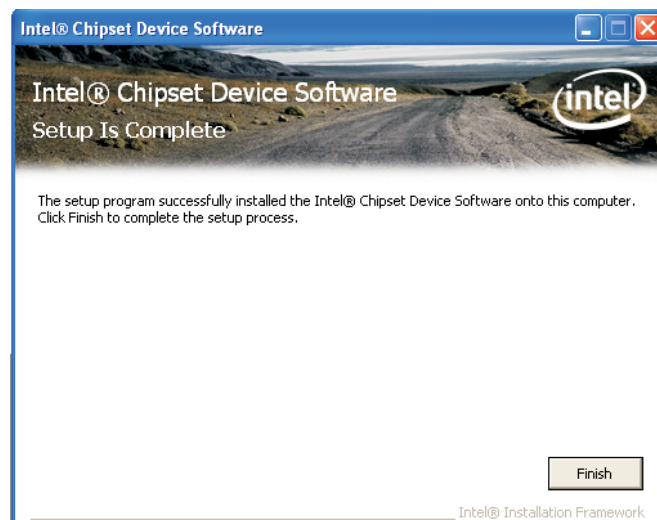 Intel® Chipset Device Software
Intel® Chipset Device Software
intel
Setup Is Complete
The setup program successfully installed the Intel® Chipset Device Software onto this computer.
Click Finish to complete the setup process.
Finish
Intel® Installation Framework